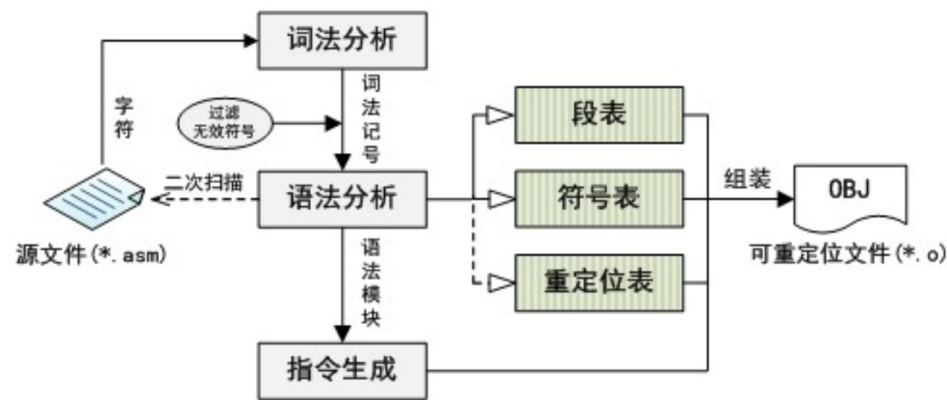 词法分析
字符
过滤
无效符号
词法记号
段表
二次扫描
语法分析
符号表
组装
OBJ
源文件(*.asm)
可重定位文件(*.o)
语法模块
重定位表
指令生成